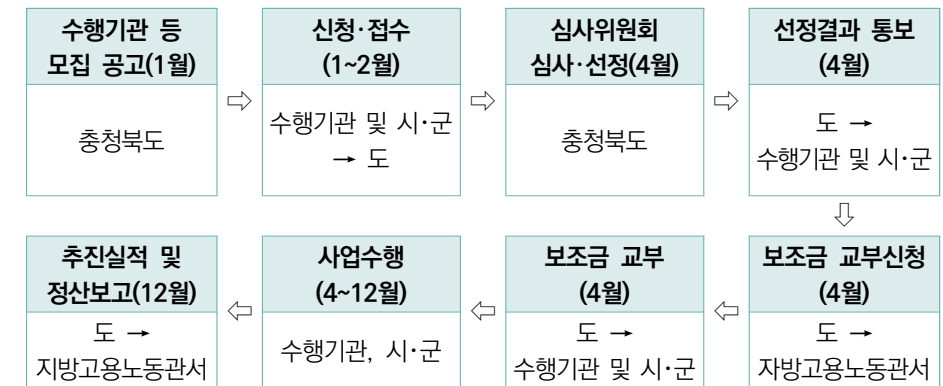 수행기관 등
모집 공고(1월)
충청북도
신청·접수
(1~2월)
수행기관 및 시·군
→ 도
심사위원회
심사·선정(4월)
충청북도
선정결과 통보
(4월)
도 →
수행기관 및 시·군
보조금 교부신청
(4월)
도 →
자방고용노동관서
보조금 교부
(4월)
도 →
수행기관 및 시·군
사업수행
(4~12월)
수행기관, 시·군
추진실적 및
정산보고(12월)
도 →
지방고용노동관서